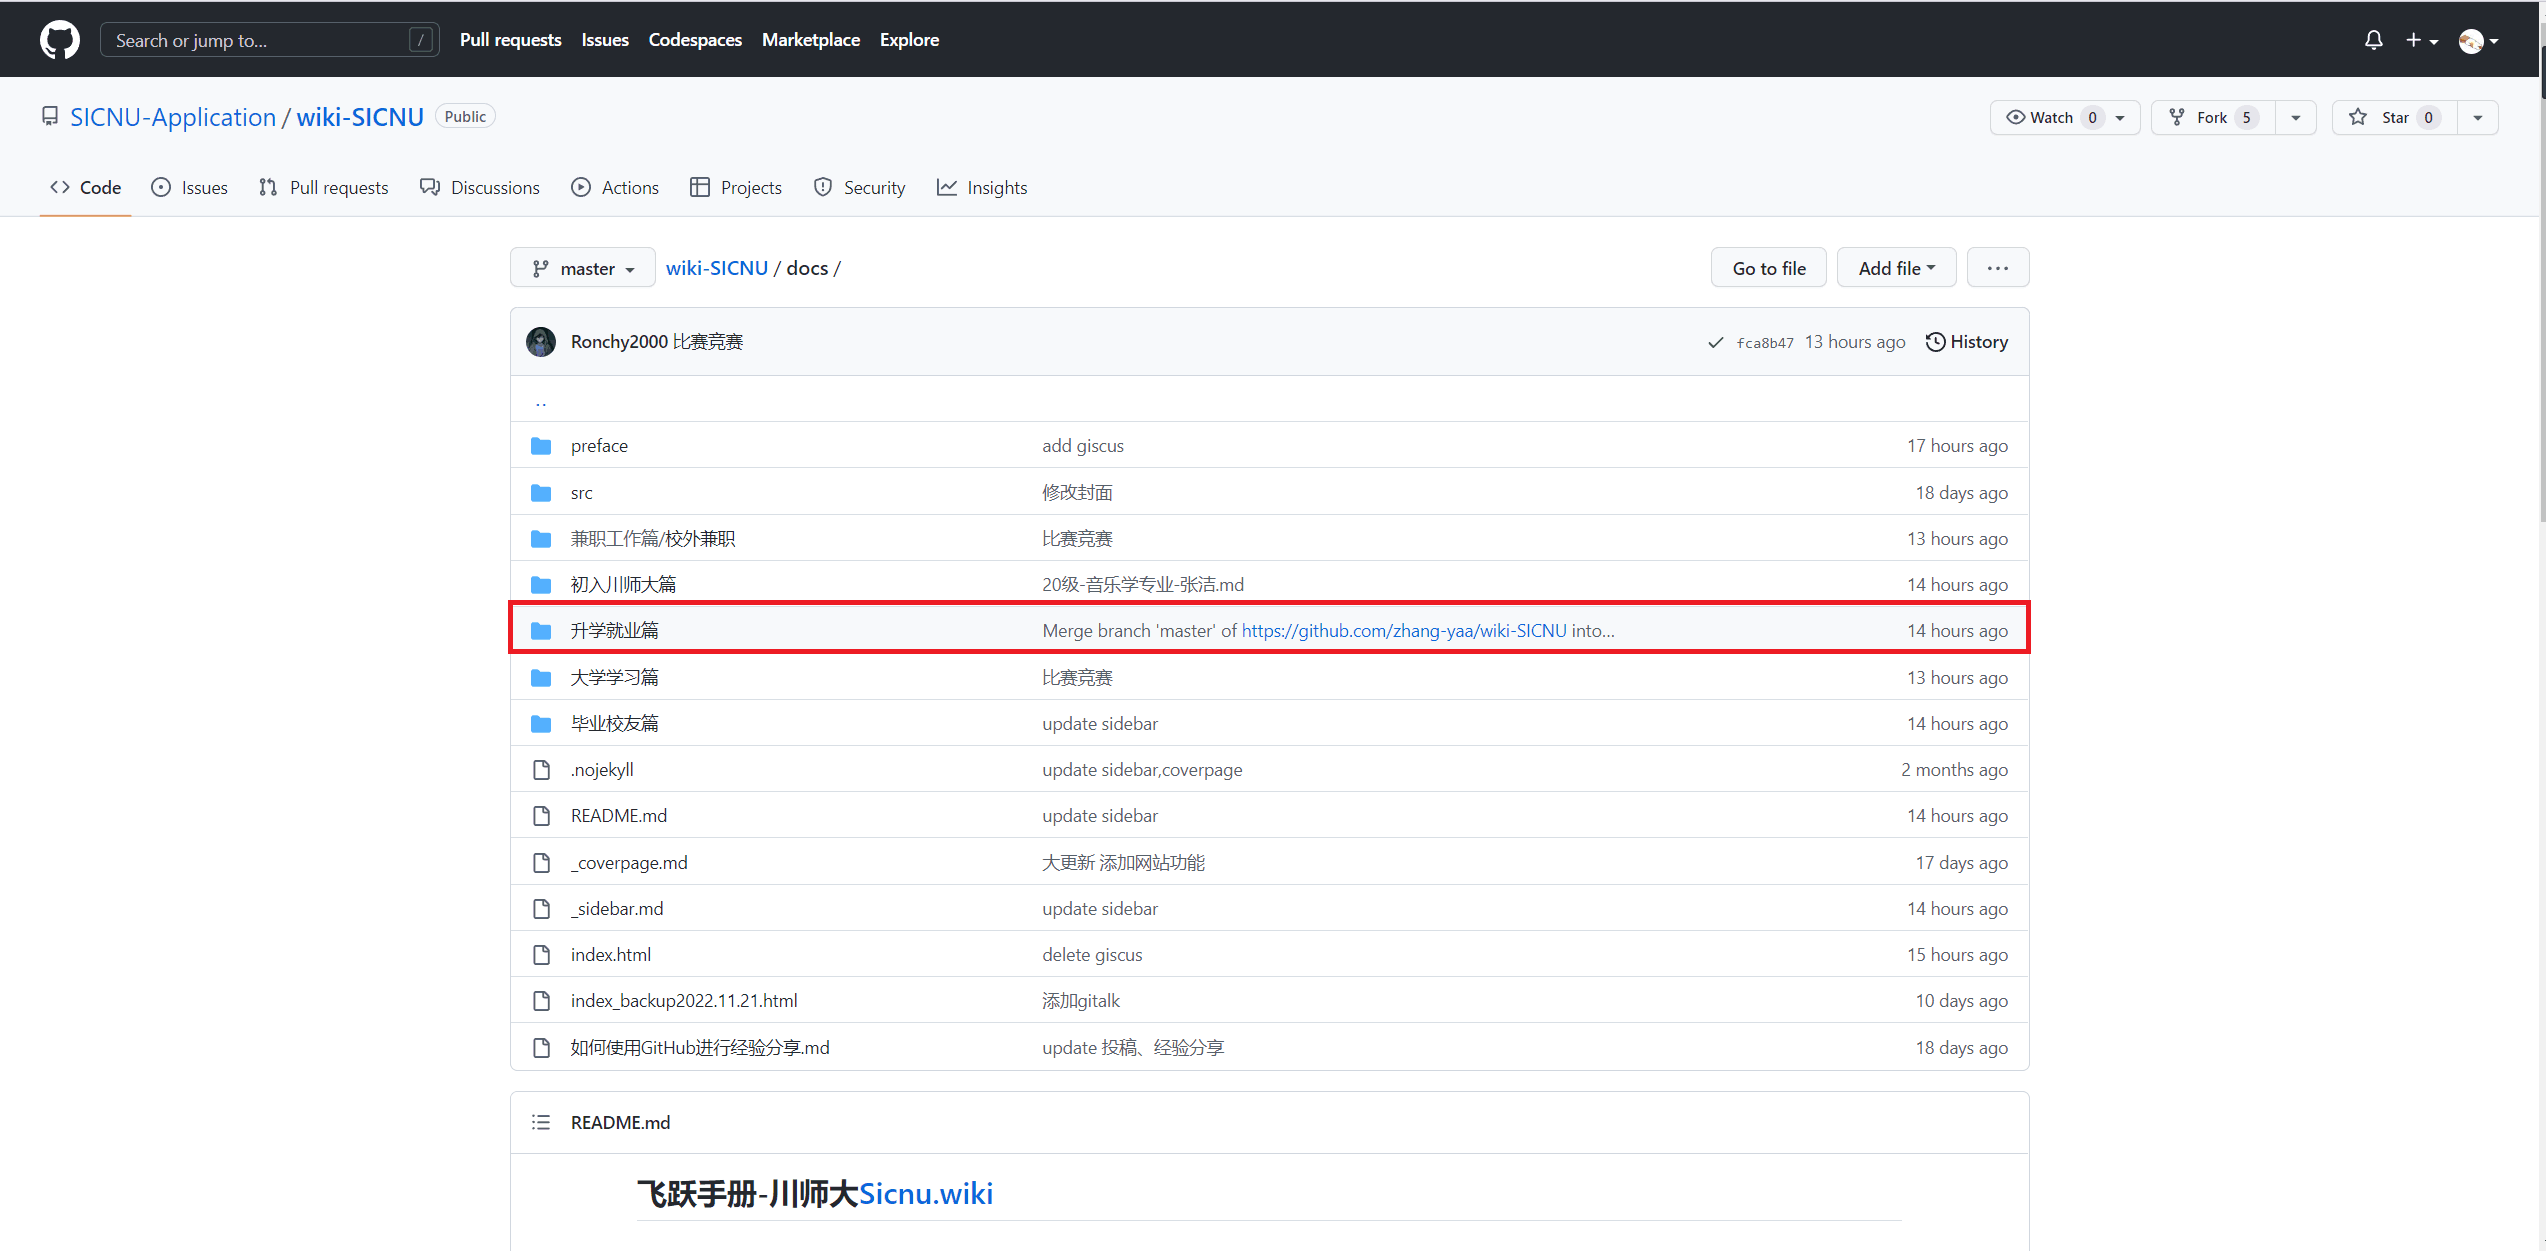 Search or jump to... / Pull requests Issues Codespaces Marketplace Explore
SICNU-Application / wiki-SICNU Public Watch 0 Fork 5 Star 0
Code Issues Pull requests Discussions Actions Projects Security Insights
master wiki-SICNU / docs / Go to file Add file ...
Ronchy2000 比赛竞赛 fca8b47 13 hours ago History
..
preface add giscus 17 hours ago
src 修改封面 18 days ago
兼职工作篇/校外兼职 比赛竞赛 13 hours ago
初入川师大篇 20级-音乐学专业-张洁.md 14 hours ago
升学就业篇 Merge branch 'master' of https://github.com/zhang-yaa/wiki-SICNU into... 14 hours ago
大学学习篇 比赛竞赛 13 hours ago
毕业校友篇 update sidebar 14 hours ago
.nojekyll update sidebar,coverpage 2 months ago
README.md update sidebar 14 hours ago
_coverpage.md 大更新 添加网站功能 17 days ago
_sidebar.md update sidebar 14 hours ago
index.html delete giscus 15 hours ago
index_backup2022.11.21.html 添加gitalk 10 days ago
如何使用GitHub进行经验分享.md update 投稿、经验分享 18 days ago
README.md
飞跃手册-川师大Sicnu.wiki